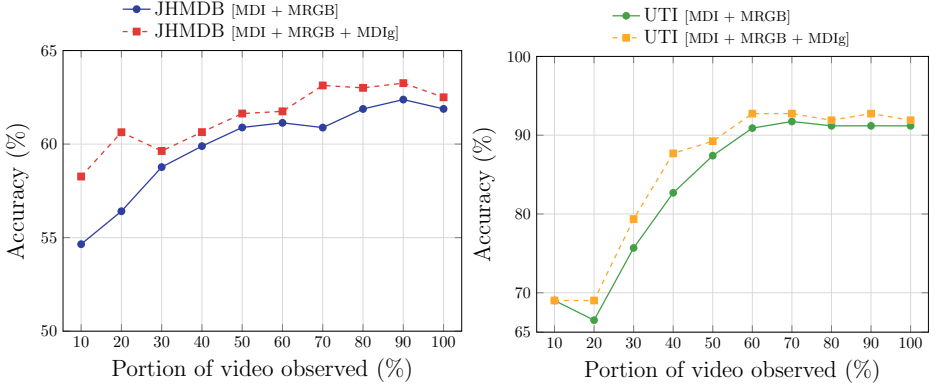 JHMDB [MDI + MRGB]
JHMDB [MDI + MRGB + MDIg]
65
60
55
50
Accuracy (%)
10 20 30 40 50 60 70 80 90 100
Portion of video observed (%)
UTI [MDI + MRGB]
UTI [MDI + MRGB + MDIg]
100
90
80
70
65
Accuracy (%)
10 20 30 40 50 60 70 80 90 100
Portion of video observed (%)